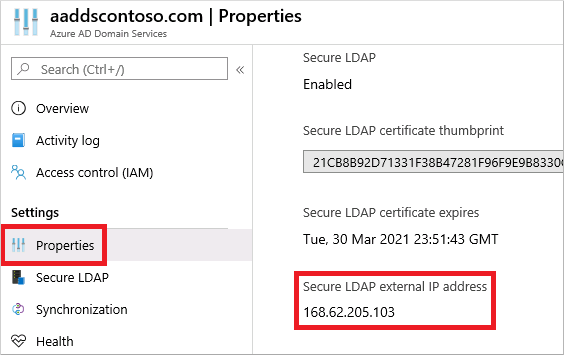 aaddscontoso.com | Properties
Azure AD Domain Services
Search (Ctrl+/)
«
Overview
Activity log
Access control (IAM)
Settings
Properties
Secure LDAP
Synchronization
Health
Secure LDAP
Enabled
Secure LDAP certificate thumbprint
21CB8B92D71331F38B47281F96F9E9B8330
Secure LDAP certificate expires
Tue, 30 Mar 2021 23:51:43 GMT
Secure LDAP external IP address
168.62.205.103